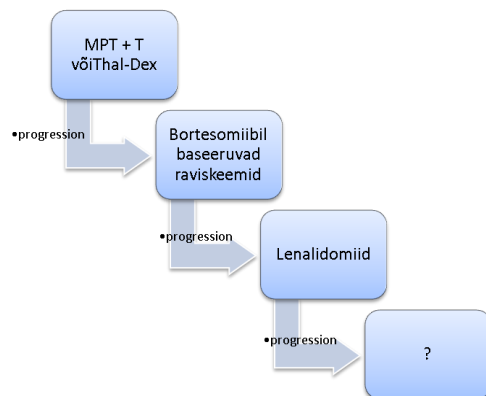 MPT + T
võiThal-Dex
•progression
Bortesomiibil
baseeruvad
raviskeemid
•progression
Lenalidomiid
•progression
?